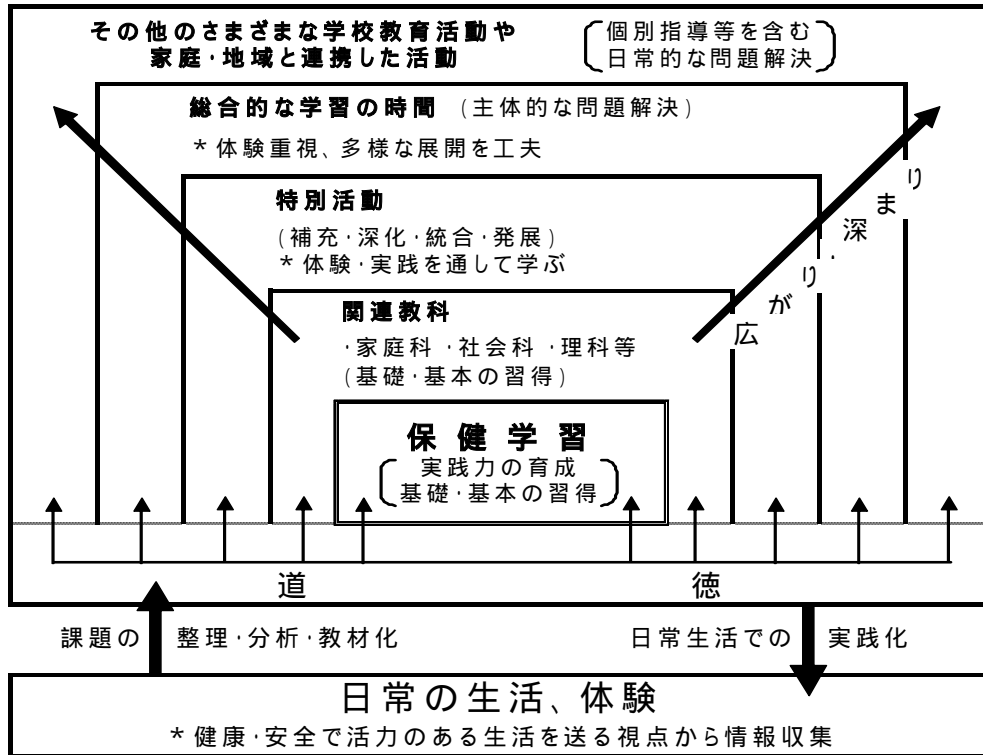 その他のさまざまな学校教育活動や
家庭・地域と連携した活動
個別指導等を含む
日常的な問題解決
総合的な学習の時間 (主体的な問題解決)
*体験重視、多様な展開を工夫
特別活動
(補充・深化・統合・発展)
*体験・実践を通して学ぶ
広がり・深まり
関連教科
・家庭科・社会科・理科等
(基礎・基本の習得)
保健学習
実践力の育成
基礎・基本の習得
道徳
課題の 整理・分析・教材化
日常生活での 実践化
日常の生活、体験
*健康・安全で活力のある生活を送る視点から情報収集